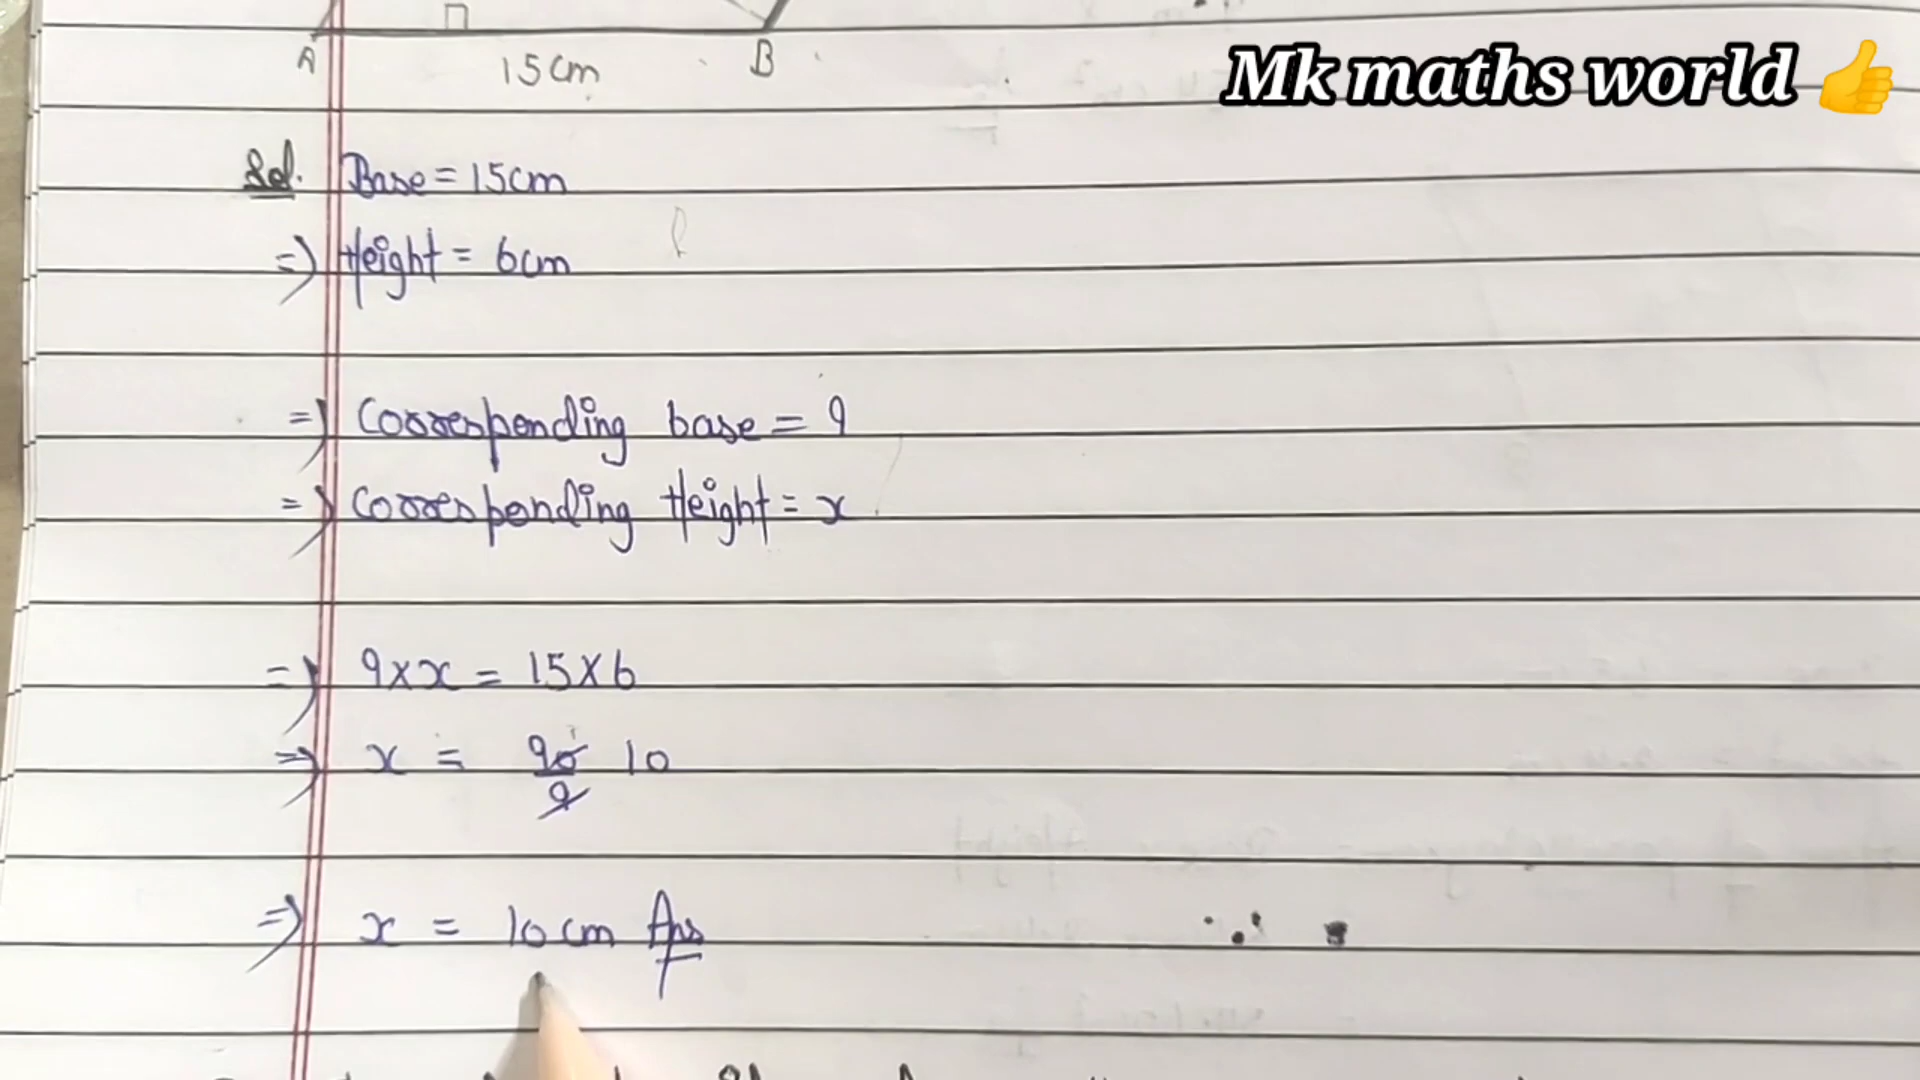 A 15cm B
Mk maths world 👍
Sol. Base = 15cm
=) Height = 6cm
=) Corresponding base = 9
=) Corresponding Height = x
=) 9 × x = 15 × 6
=) x = 90/9 10
=) x = 10 cm Ans